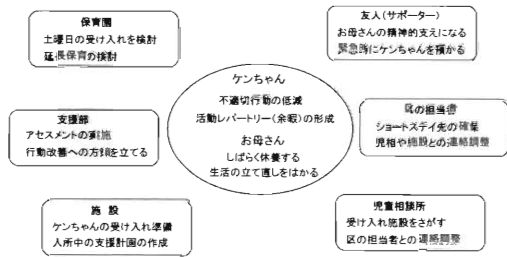 保育園
土曜日の受け入れを検討
延長保育の検討
友人(サポーター)
お母さんの精神的支えになる
緊急時にケンちゃんを預かる
ケンちゃん
不適切行動の低減
活動レパートリー(余暇)の形成
お母さん
しばらく休養する
生活の立て直しをはかる
支援部
アセスメントの実施
行動改善への方針を立てる
区の担当者
ショートステイ先の確保
児相や施設との連絡調整
施 設
ケンちゃんの受け入れ準備
入所中の支援計画の作成
児童相談所
受け入れ施設をさがす
区の担当者との連絡調整